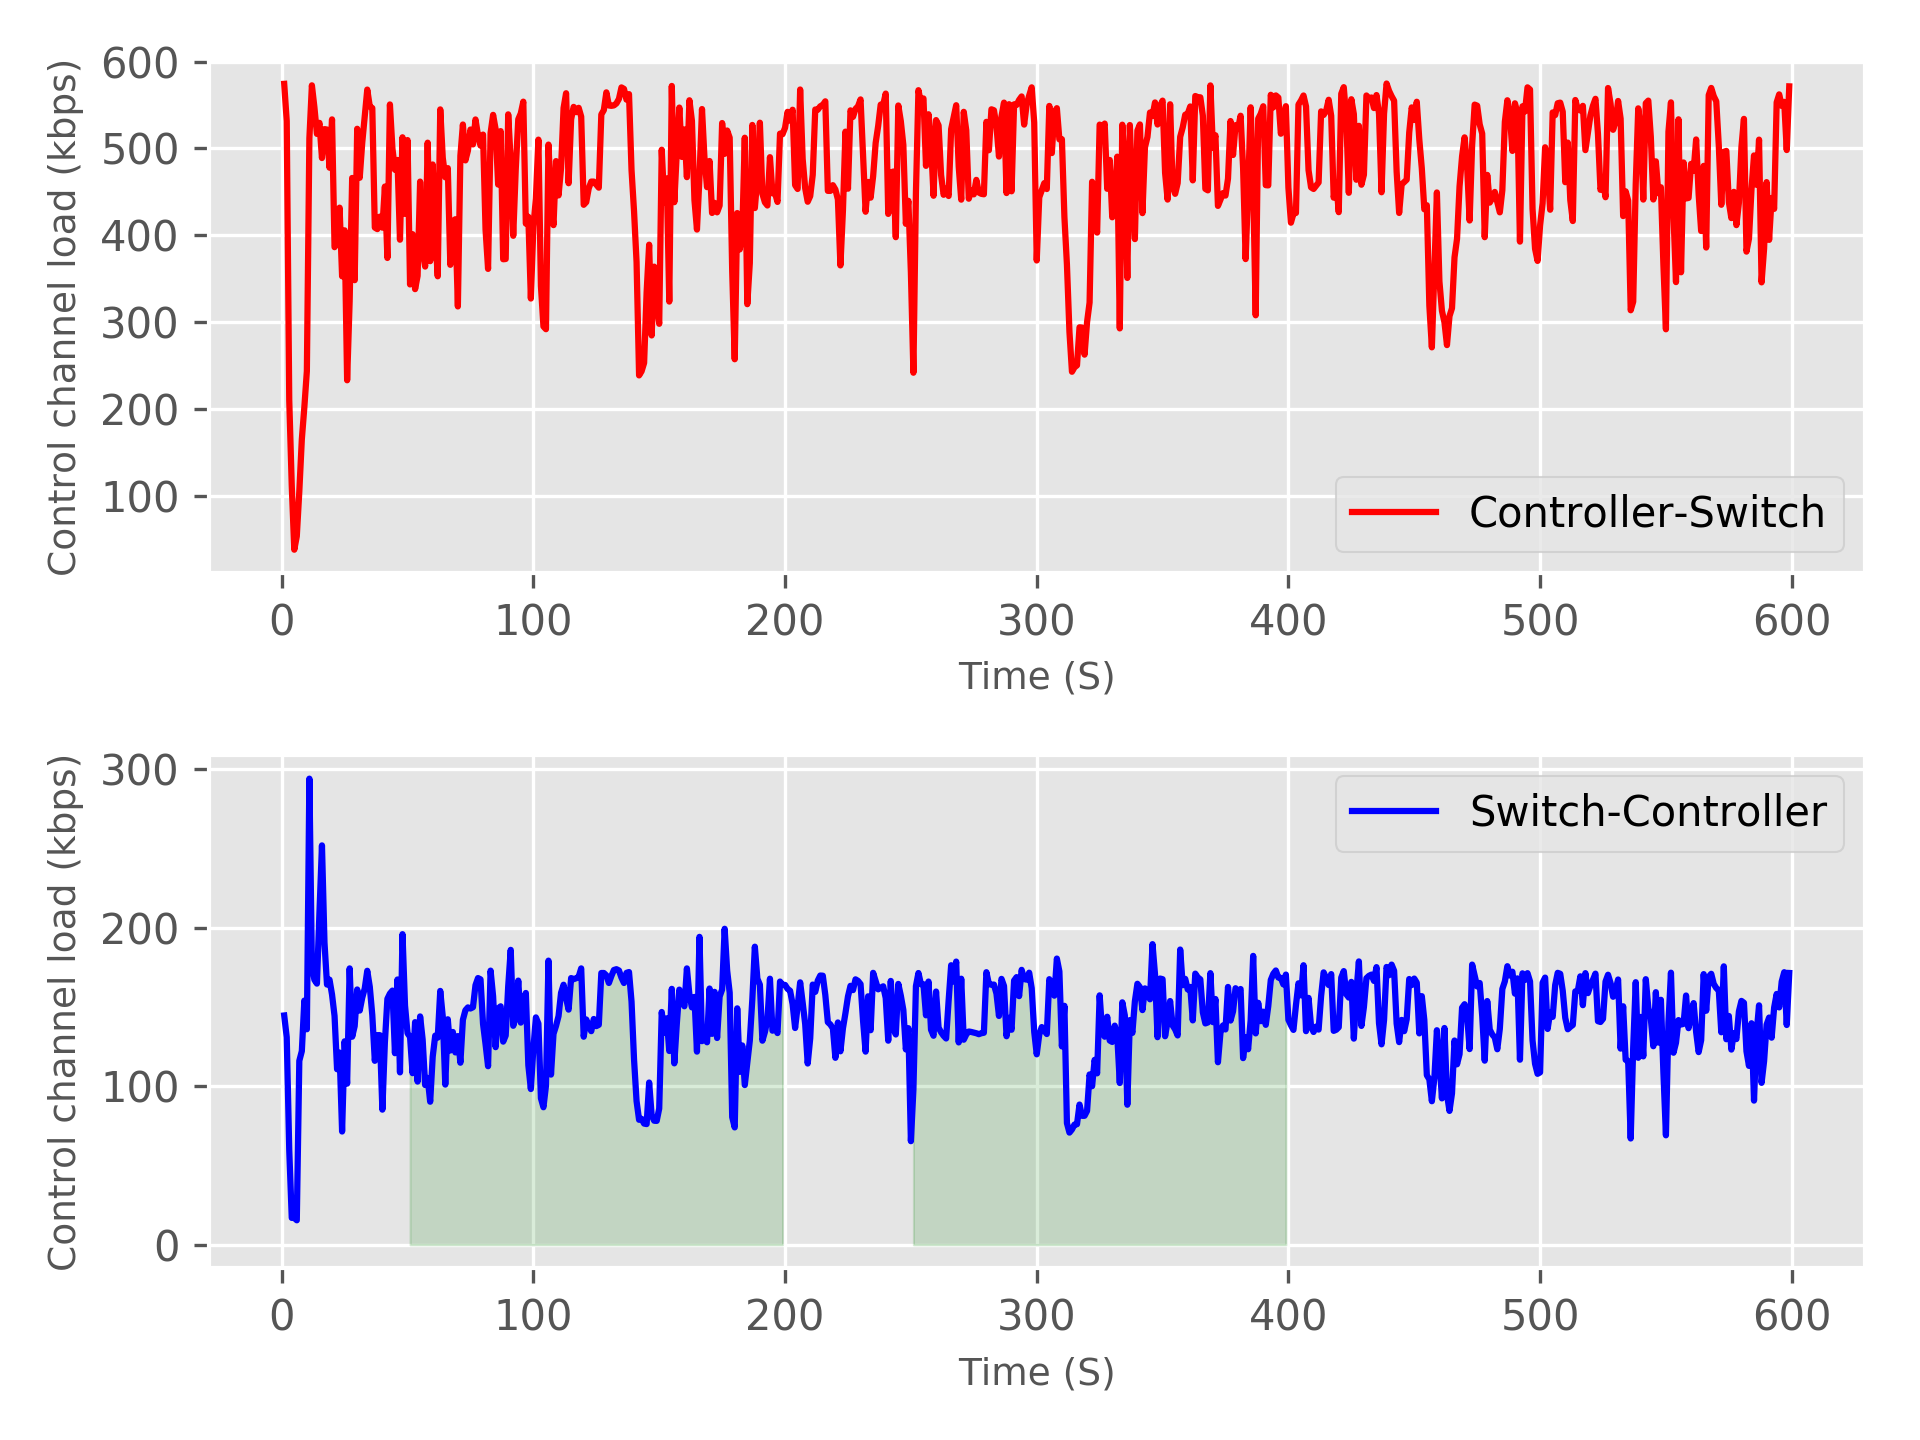 Control channel load (kbps)
600
500
400
300
200
100
Controller-Switch
0 100 200 300 400 500 600
Time (S)
Control channel load (kbps)
300
200
100
0
Switch-Controller
0 100 200 300 400 500 600
Time (S)